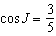 cos J = 3/5